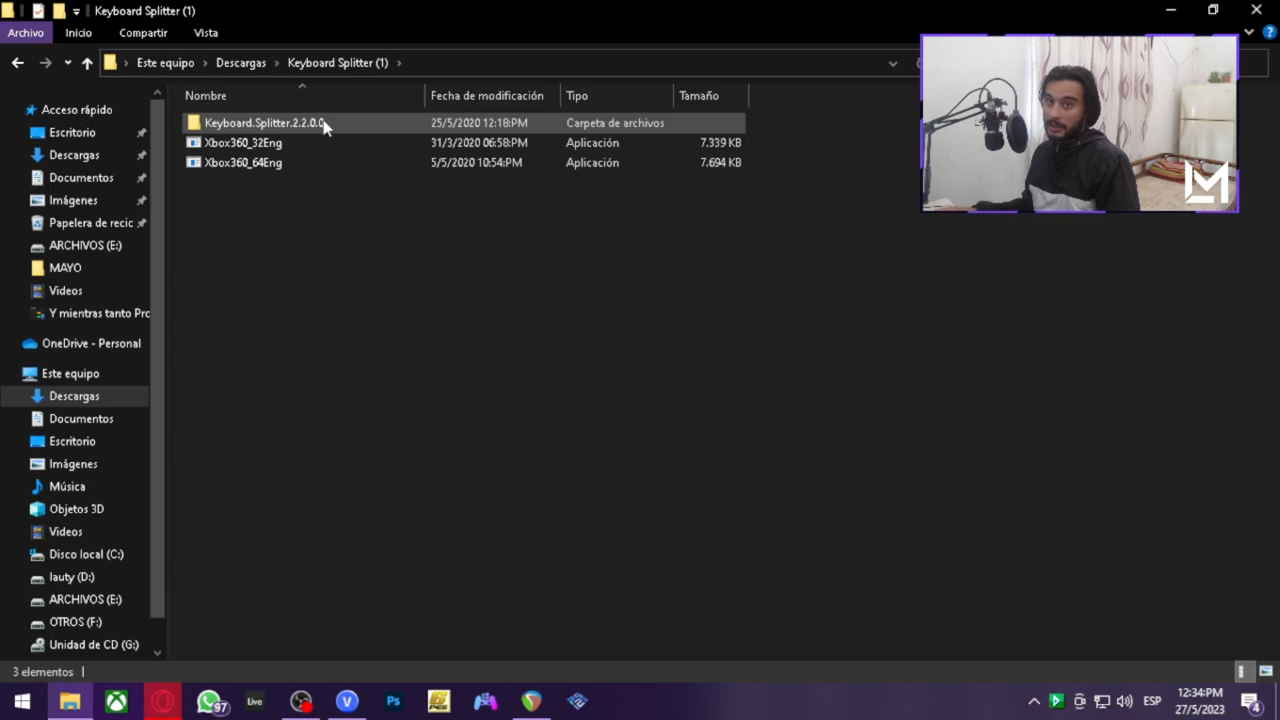 Keyboard Splitter (1)
Archivo Inicio Compartir Vista
Este equipo Descargas Keyboard Splitter (1)
Nombre Fecha de modificación Tipo Tamaño
Keyboard.Splitter.2.2.0.0 25/5/2020 12:18:PM Carpeta de archivos
Xbox360_32Eng 31/3/2020 06:58:PM Aplicación 7.339 KB
Xbox360_64Eng 5/5/2020 10:54:PM Aplicación 7.694 KB
Acceso rápido
Escritorio
Descargas
Documentos
Imágenes
Papelera de recic
ARCHIVOS (E:)
MAYO
Videos
Y mientras tanto Prc
OneDrive - Personal
Este equipo
Descargas
Documentos
Escritorio
Imágenes
Música
Objetos 3D
Videos
Disco local (C:)
lauty (D:)
ARCHIVOS (E:)
OTROS (F:)
Unidad de CD (G:)
3 elementos
LM
97
Live
V
Ps
PES
ESP
12:34:PM
27/5/2023
4